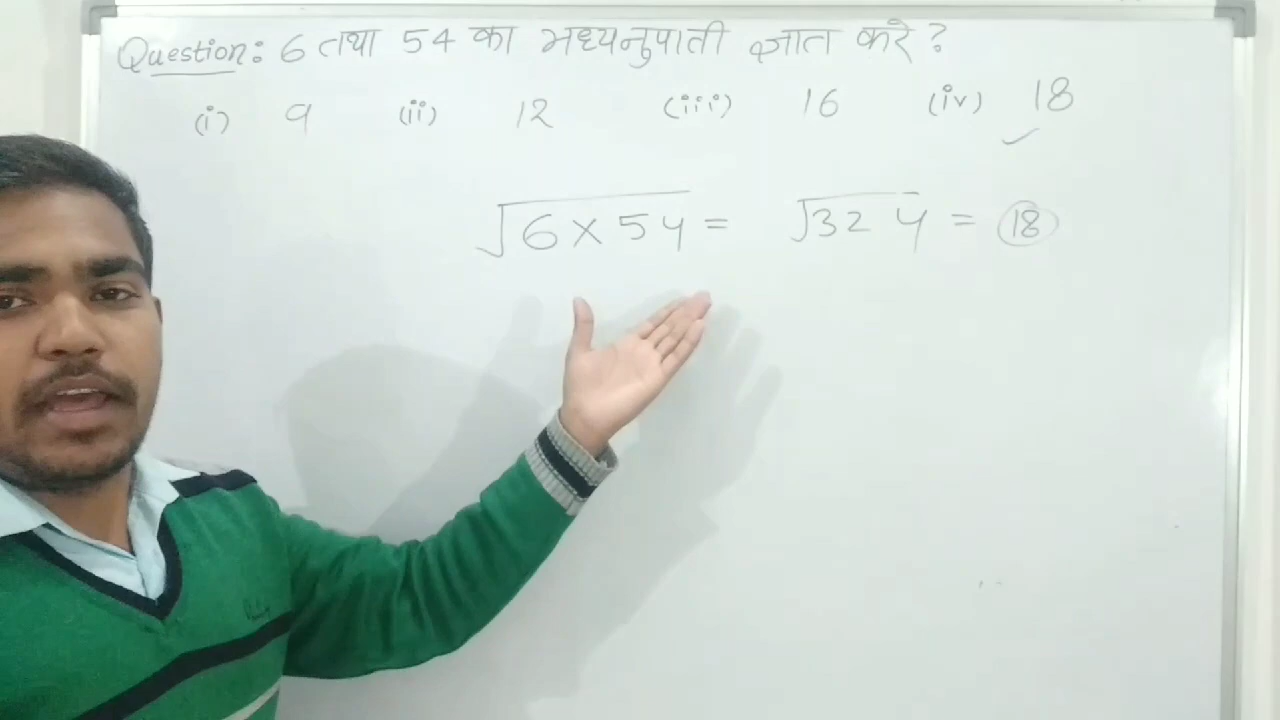 Question: 6 तथा 54 का मध्यनुपाती ज्ञात करे ?
(i) 9 (ii) 12 (iii) 16 (iv) 18
√6 × 54 = √324 = 18